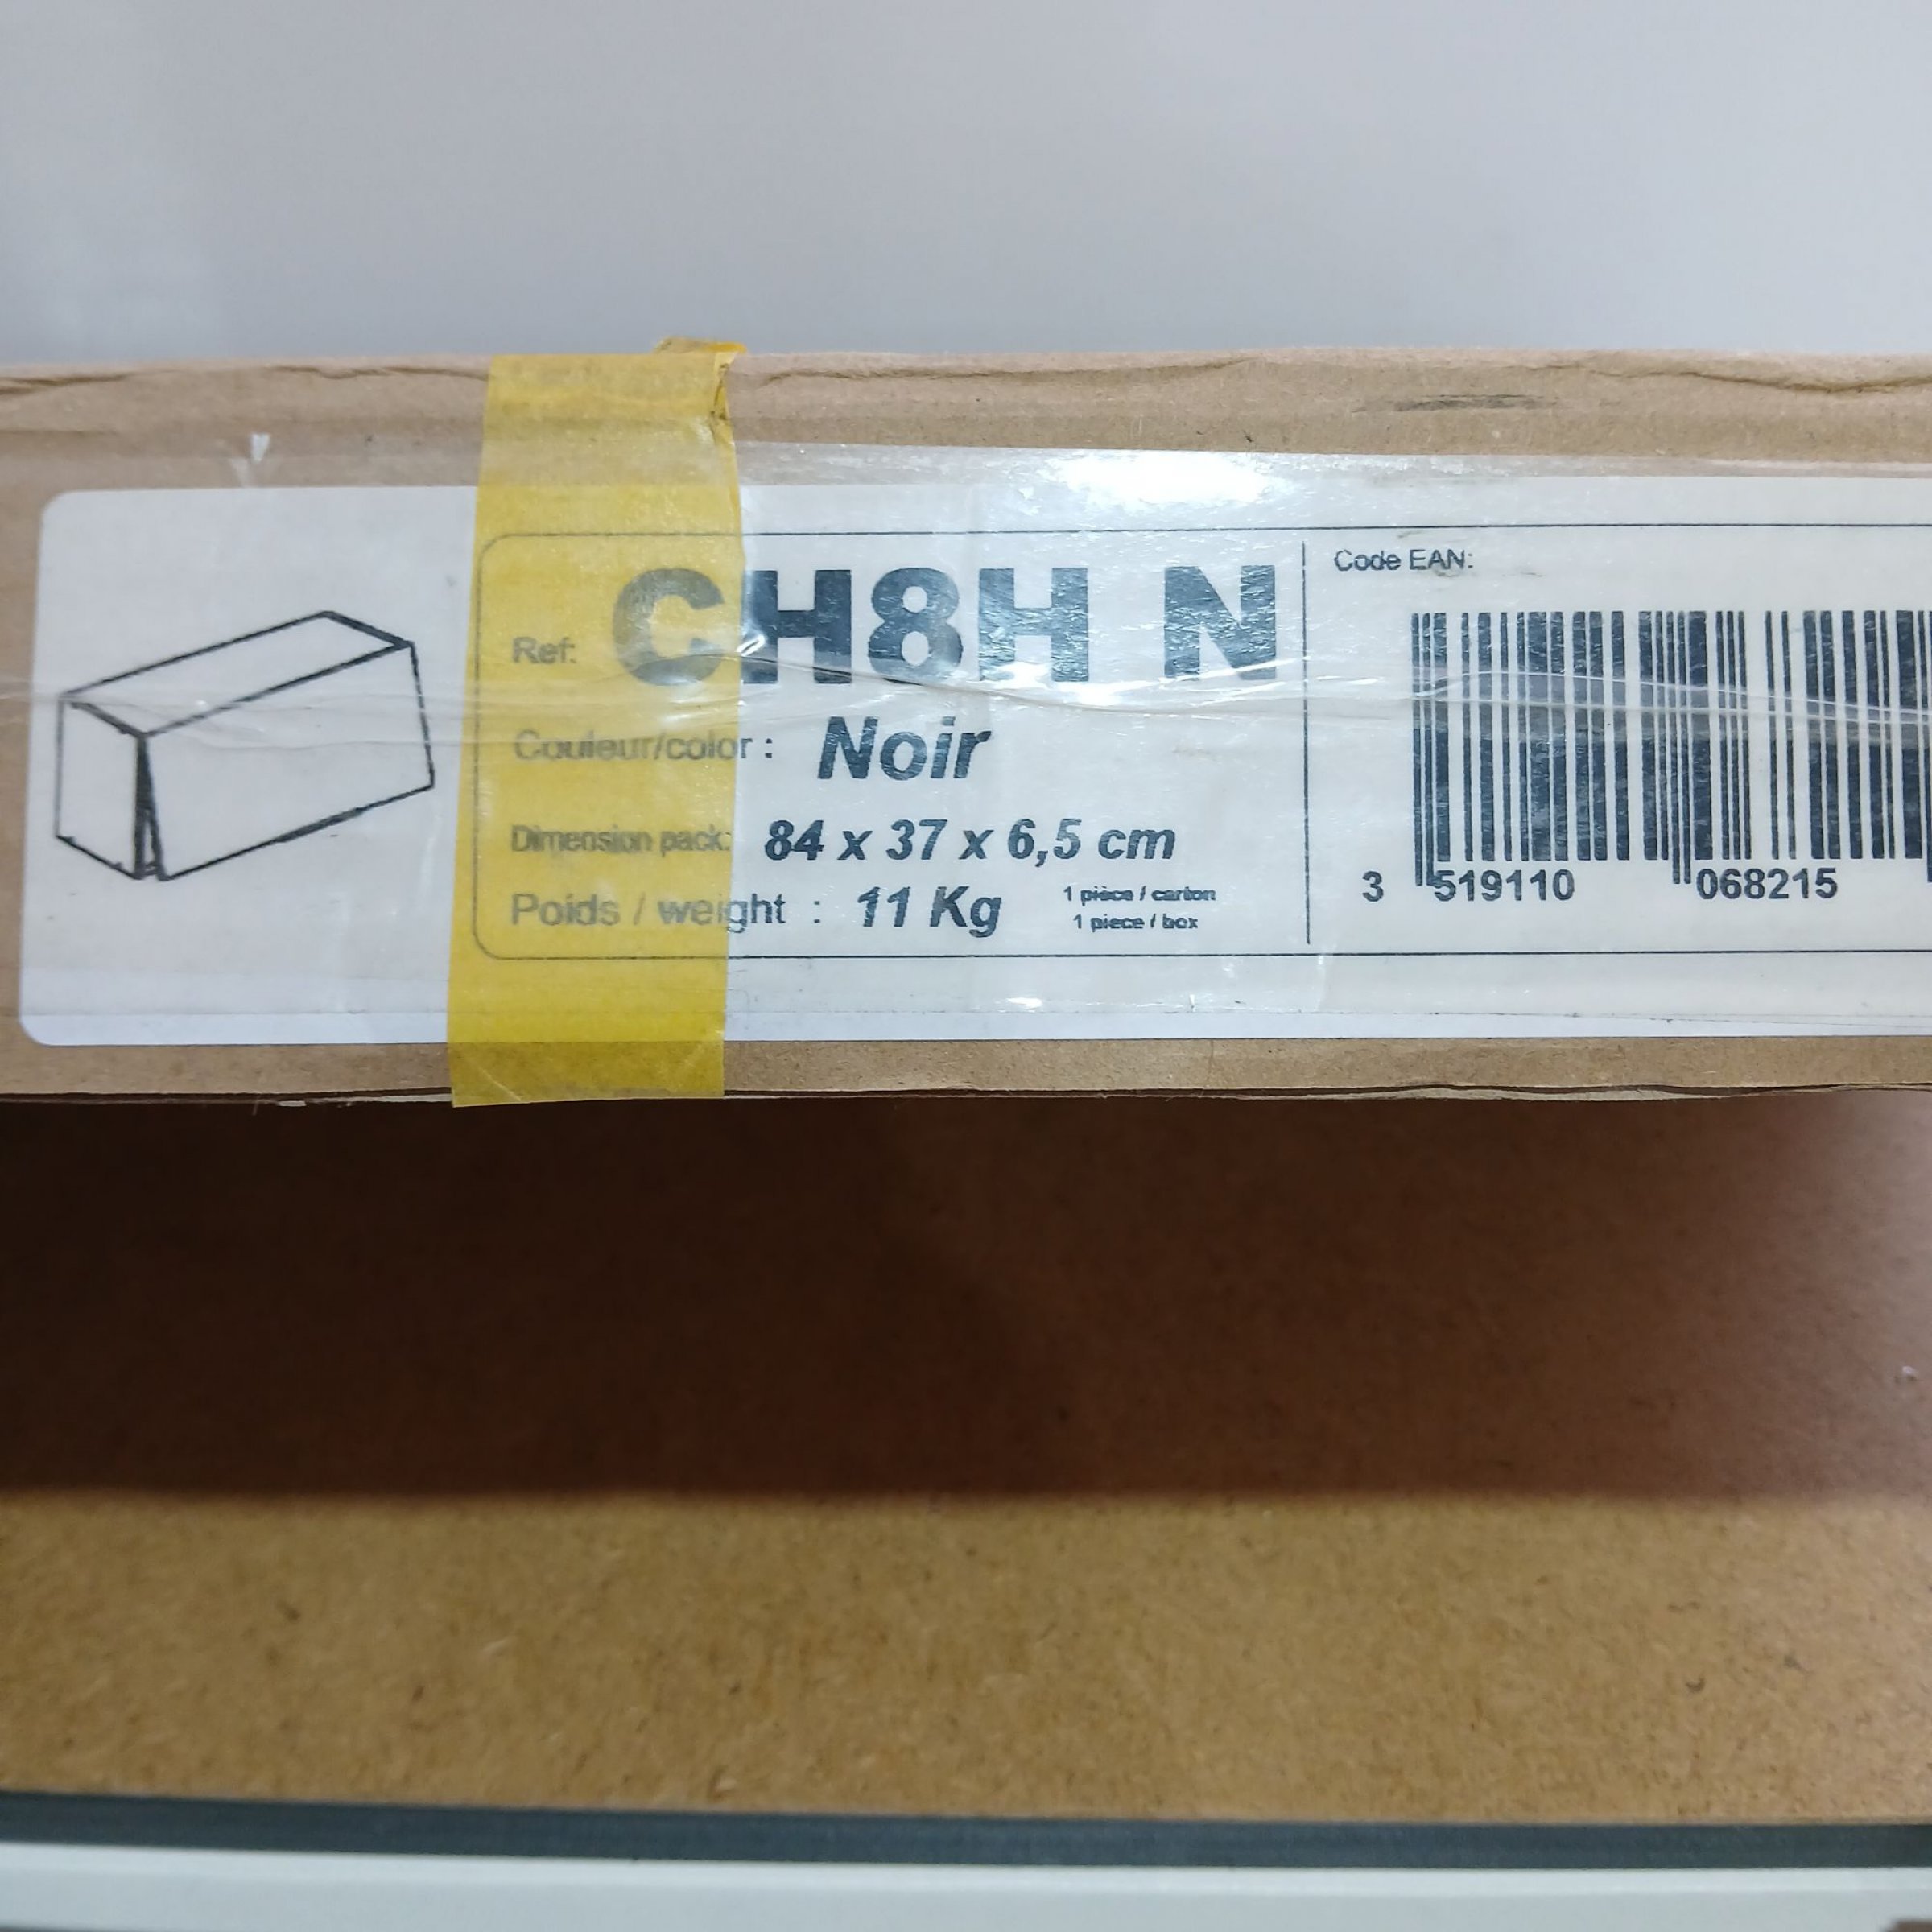 Ref: CH8H N
Couleur/color : Noir
Dimension pack: 84 x 37 x 6,5 cm
Poids / weight : 11 Kg
1 pièce / carton
1 piece / box
Code EAN:
3 519110 068215